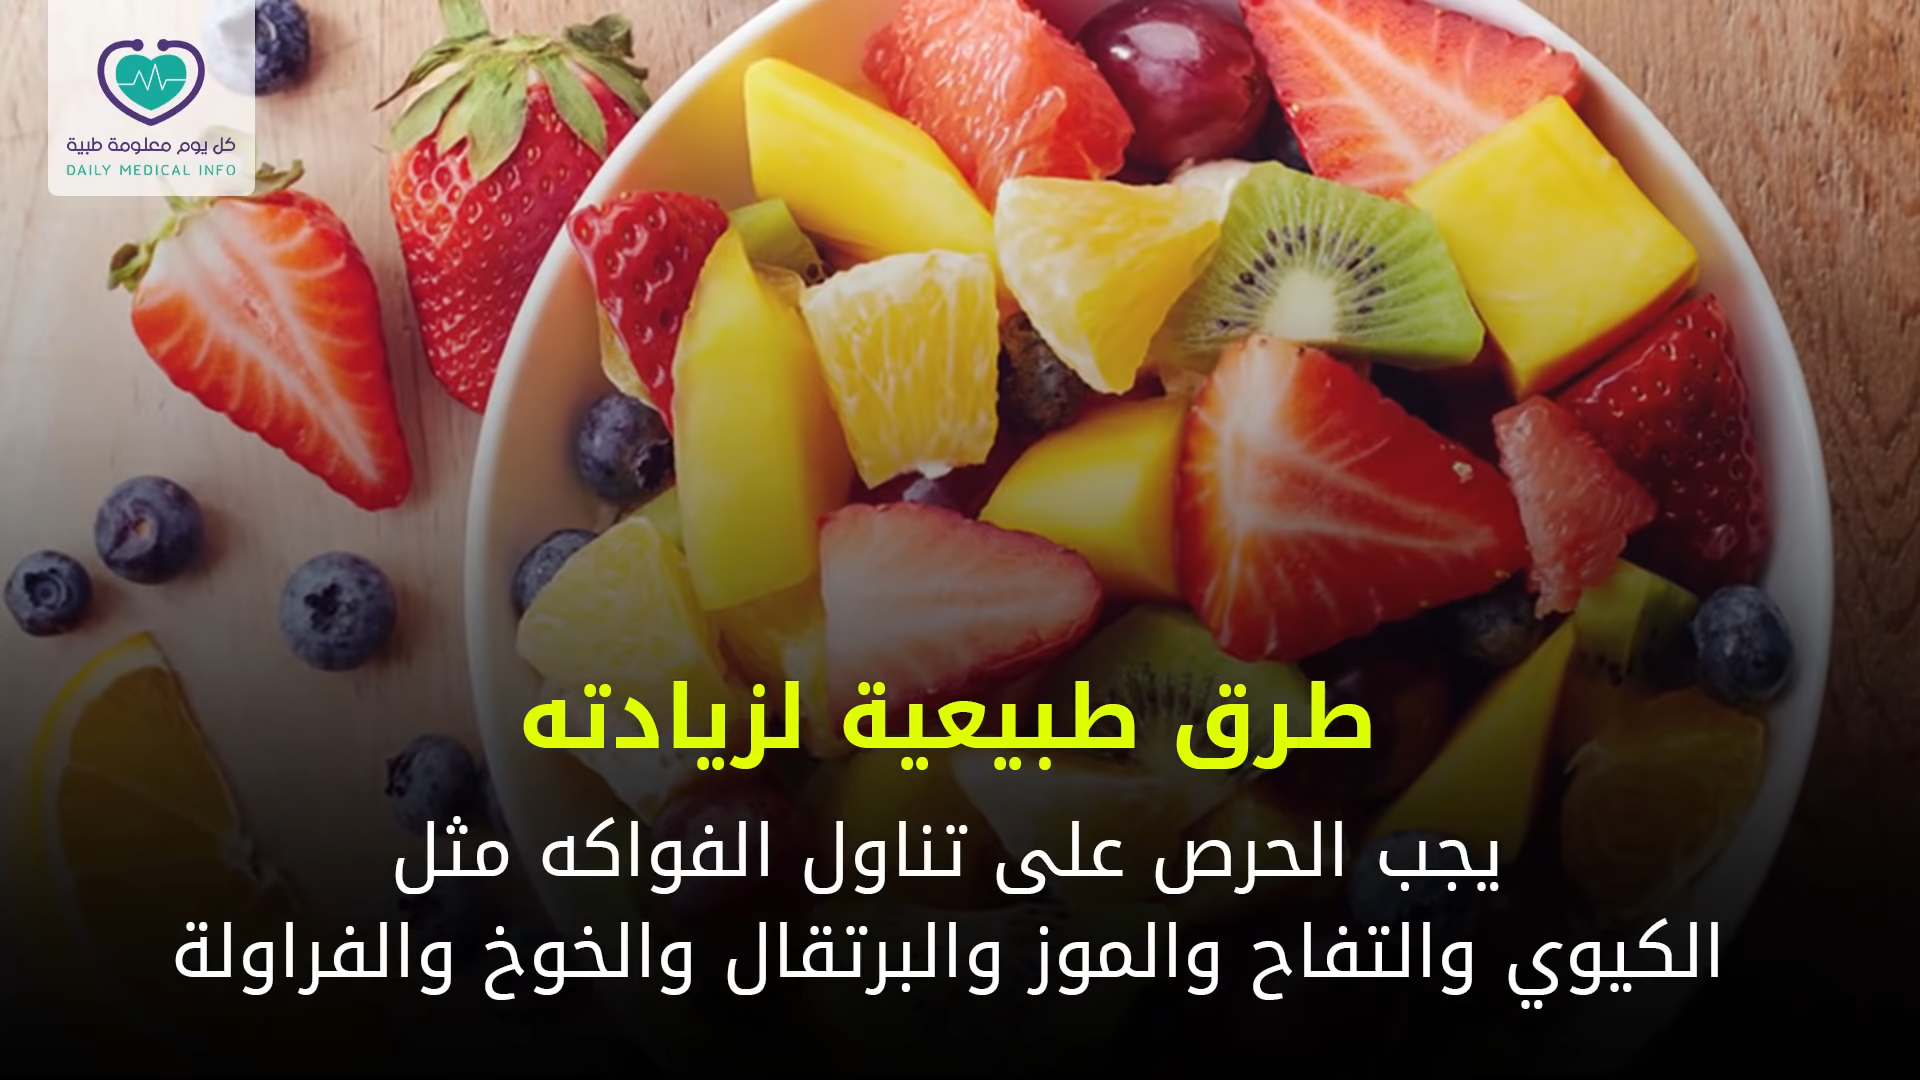 كل يوم معلومة طبية
DAILY MEDICAL INFO
طرق طبيعية لزيادته
يجب الحرص على تناول الفواكه مثل
الكيوي والتفاح والموز والبرتقال والخوخ والفراولة